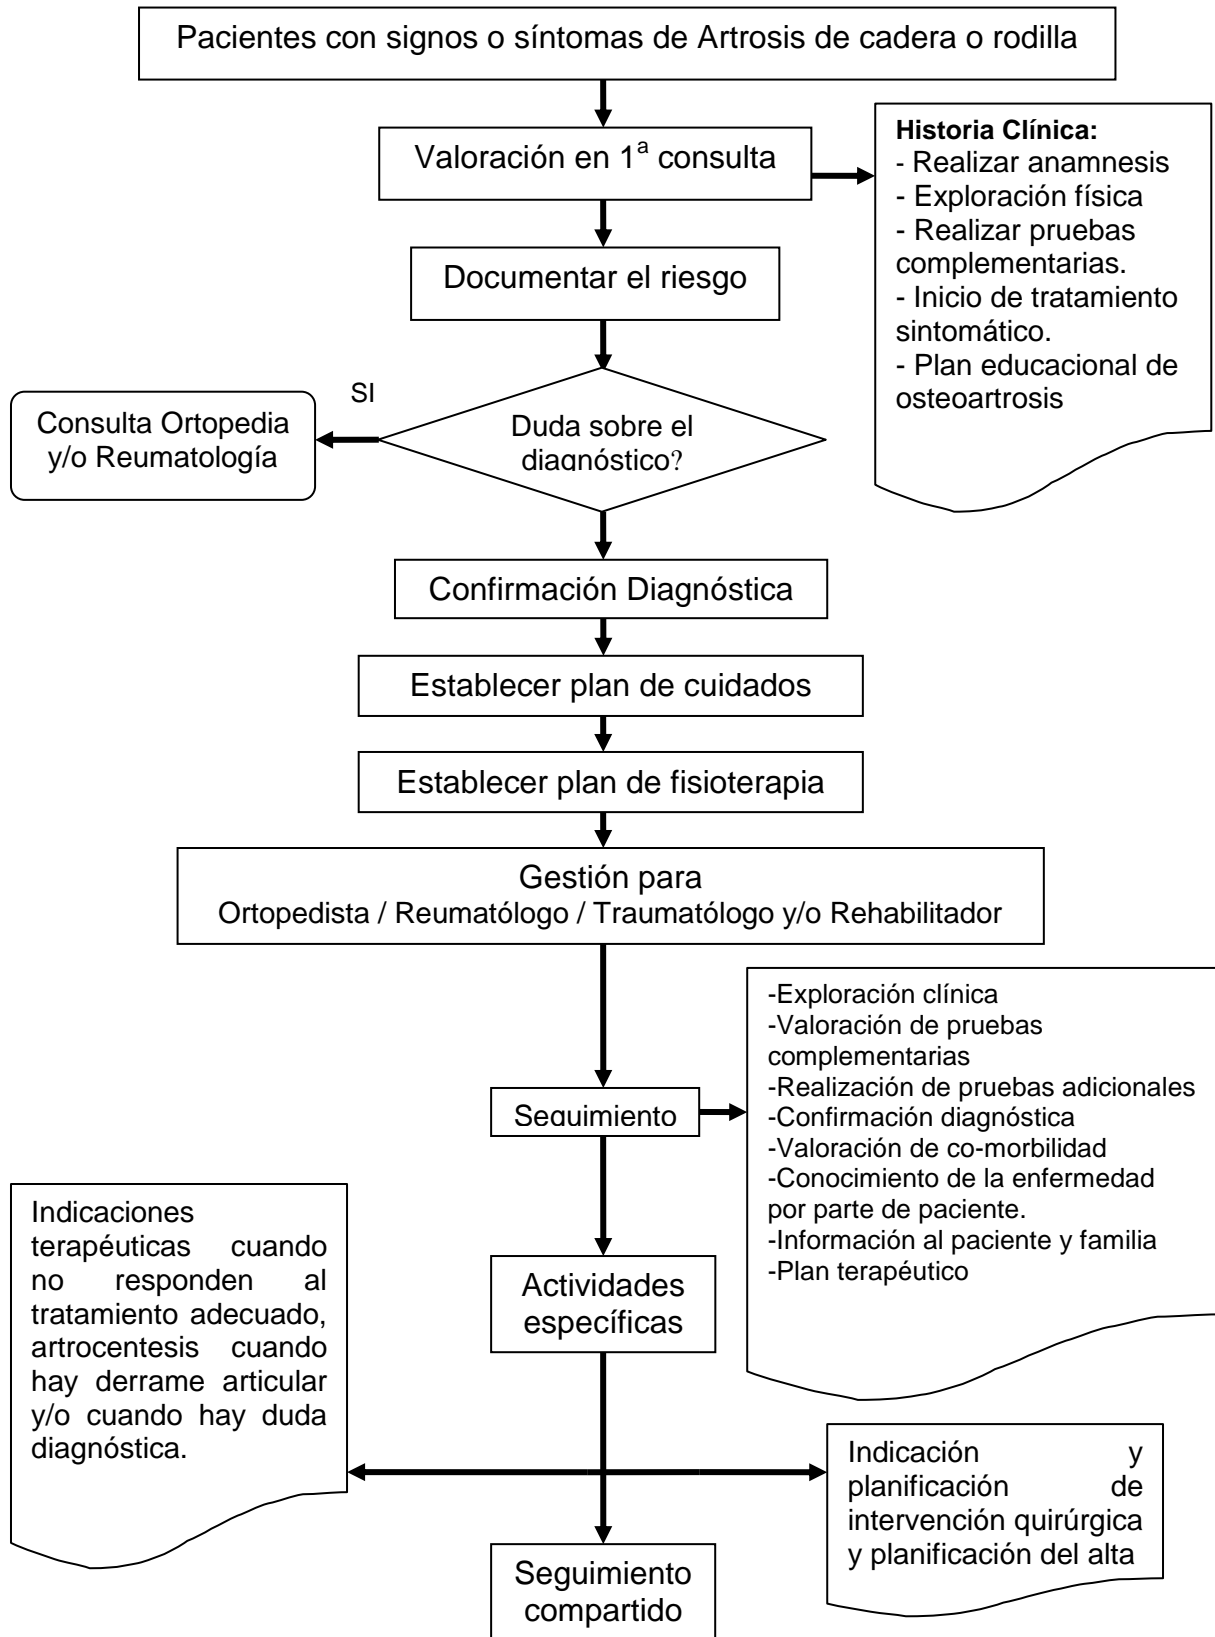 Pacientes con signos o síntomas de Artrosis de cadera o rodilla
Valoración en 1ª consulta
Historia Clínica:
- Realizar anamnesis
- Exploración física
- Realizar pruebas
complementarias.
- Inicio de tratamiento
sintomático.
- Plan educacional de
osteoartrosis
Documentar el riesgo
SI
Consulta Ortopedia
y/o Reumatología
Duda sobre el
diagnóstico?
Confirmación Diagnóstica
Establecer plan de cuidados
Establecer plan de fisioterapia
Gestión para
Ortopedista / Reumatólogo / Traumatólogo y/o Rehabilitador
-Exploración clínica
-Valoración de pruebas
complementarias
-Realización de pruebas adicionales
-Confirmación diagnóstica
-Valoración de co-morbilidad
-Conocimiento de la enfermedad
por parte de paciente.
-Información al paciente y familia
-Plan terapéutico
Seguimiento
Indicaciones
terapéuticas cuando
no responden al
tratamiento adecuado,
artrocentesis cuando
hay derrame articular
y/o cuando hay duda
diagnóstica.
Actividades
específicas
Indicación y
planificación de
intervención quirúrgica
y planificación del alta
Seguimiento
compartido